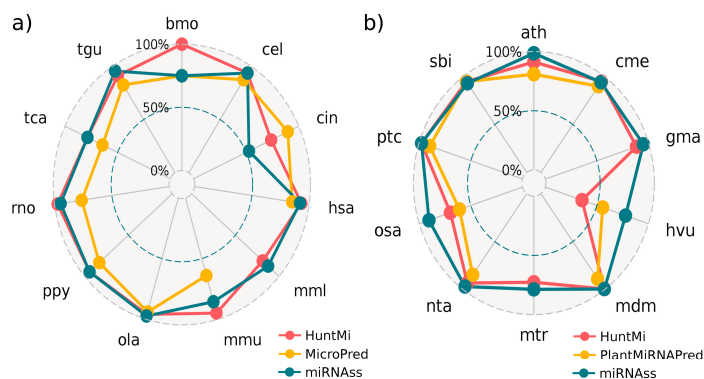 a)
bmo
100%
tgu
cel
tca
50%
cin
0%
rno
hsa
ppy
mml
ola
mmu
HuntMi
MicroPred
miRNAss
b)
ath
100%
sbi
cme
50%
ptc
gma
0%
osa
hvu
nta
mdm
mtr
HuntMi
PlantMiRNAPred
miRNAss